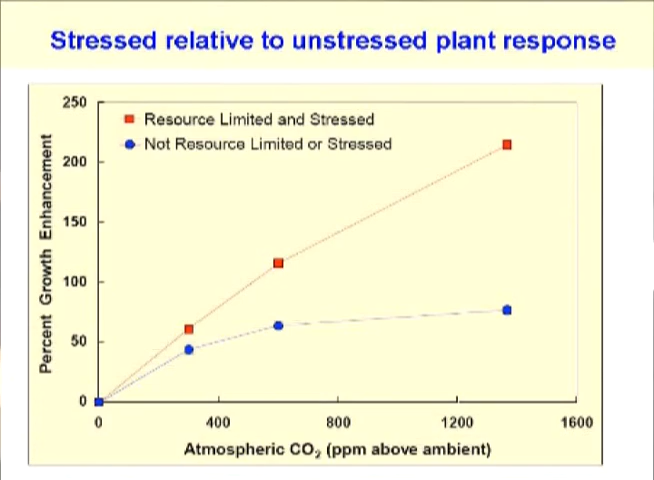 Stressed relative to unstressed plant response
250
200
150
100
50
0
Percent Growth Enhancement
Resource Limited and Stressed
Not Resource Limited or Stressed
0 400 800 1200 1600
Atmospheric CO₂ (ppm above ambient)